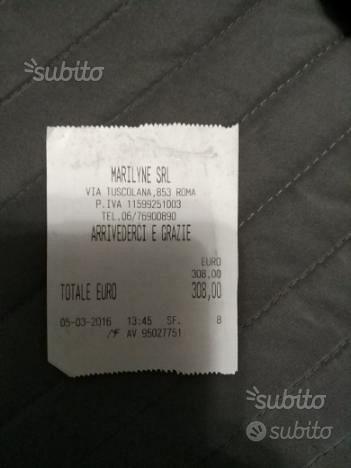 subito
MARILYNE SRL
VIA TUSCOLANA,853 ROMA
P.IVA 11599251003
TEL.06/76900890
ARRIVEDERCI E GRAZIE
EURO
308,00
TOTALE EURO 308,00
05-03-2016 13:45 SF. 8
AV 95027751
subito
subito